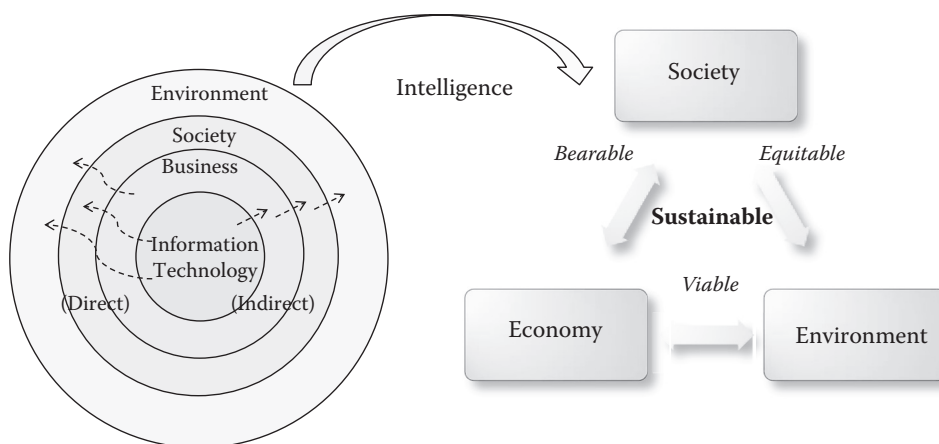 Environment
Society
Business
Information
Technology
(Direct)
(Indirect)
Intelligence
Society
Bearable
Equitable
Sustainable
Viable
Economy
Environment